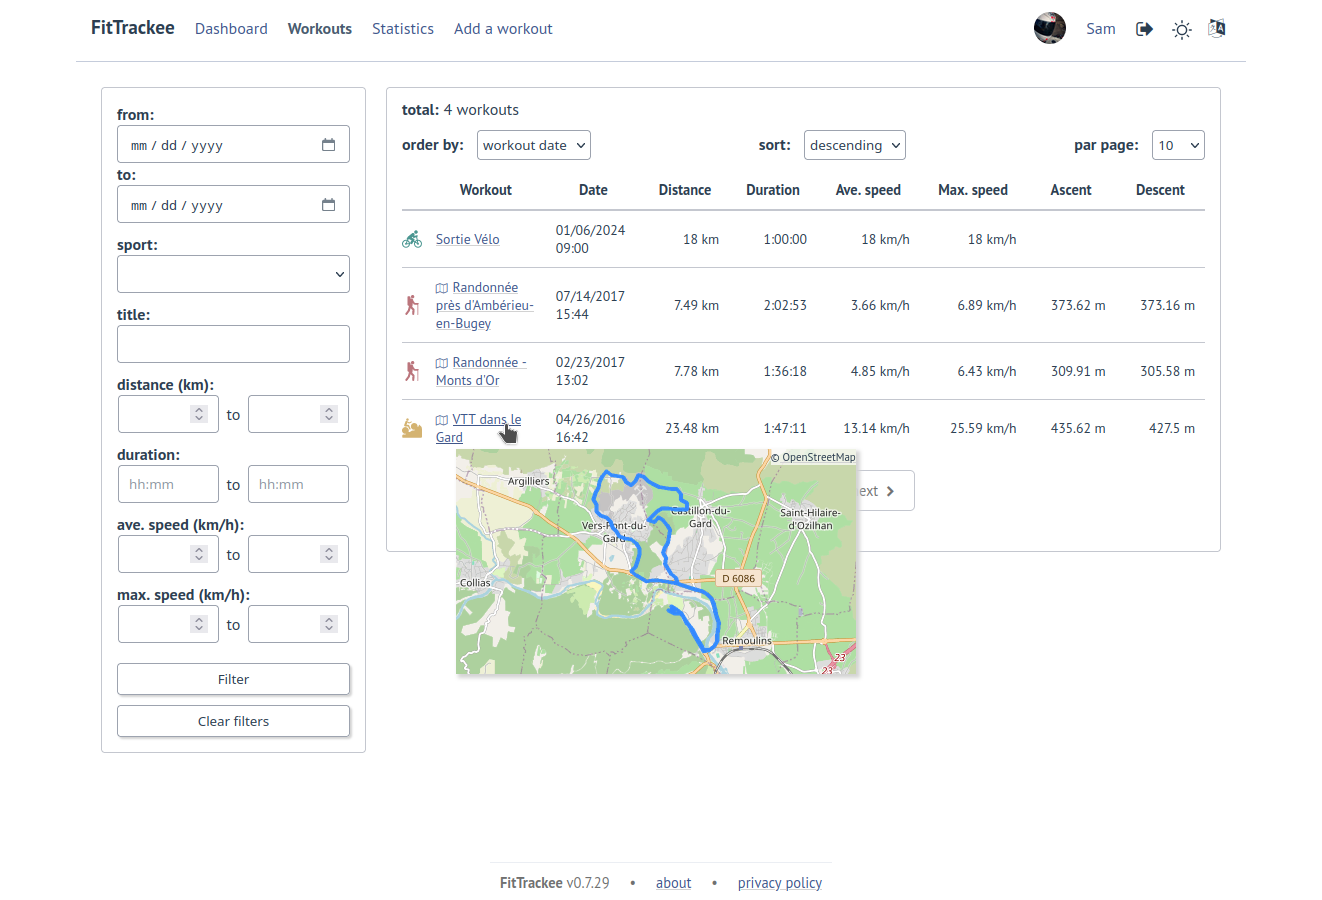 FitTrackee Dashboard Workouts Statistics Add a workout Sam
from:
mm / dd / yyyy
to:
mm / dd / yyyy
sport:
title:
distance (km):
to
duration:
hh:mm to hh:mm
ave. speed (km/h):
to
max. speed (km/h):
to
Filter
Clear filters
total: 4 workouts
order by: workout date sort: descending par page: 10
Workout Date Distance Duration Ave. speed Max. speed Ascent Descent
Sortie Vélo 01/06/2024 09:00 18 km 1:00:00 18 km/h 18 km/h
Randonnée près d'Ambérieu-en-Bugey 07/14/2017 15:44 7.49 km 2:02:53 3.66 km/h 6.89 km/h 373.62 m 373.16 m
Randonnée - Monts d'Or 02/23/2017 13:02 7.78 km 1:36:18 4.85 km/h 6.43 km/h 309.91 m 305.58 m
VTT dans le Gard 04/26/2016 16:42 23.48 km 1:47:11 13.14 km/h 25.59 km/h 435.62 m 427.5 m
© OpenStreetMap
Argilliers
Castillon-du-Gard
Saint-Hilaire-d'Ozilhan
Vers-Pont-du-Gard
Collias
D 6086
Remoulins
23
23
ext
FitTrackee v0.7.29 • about • privacy policy